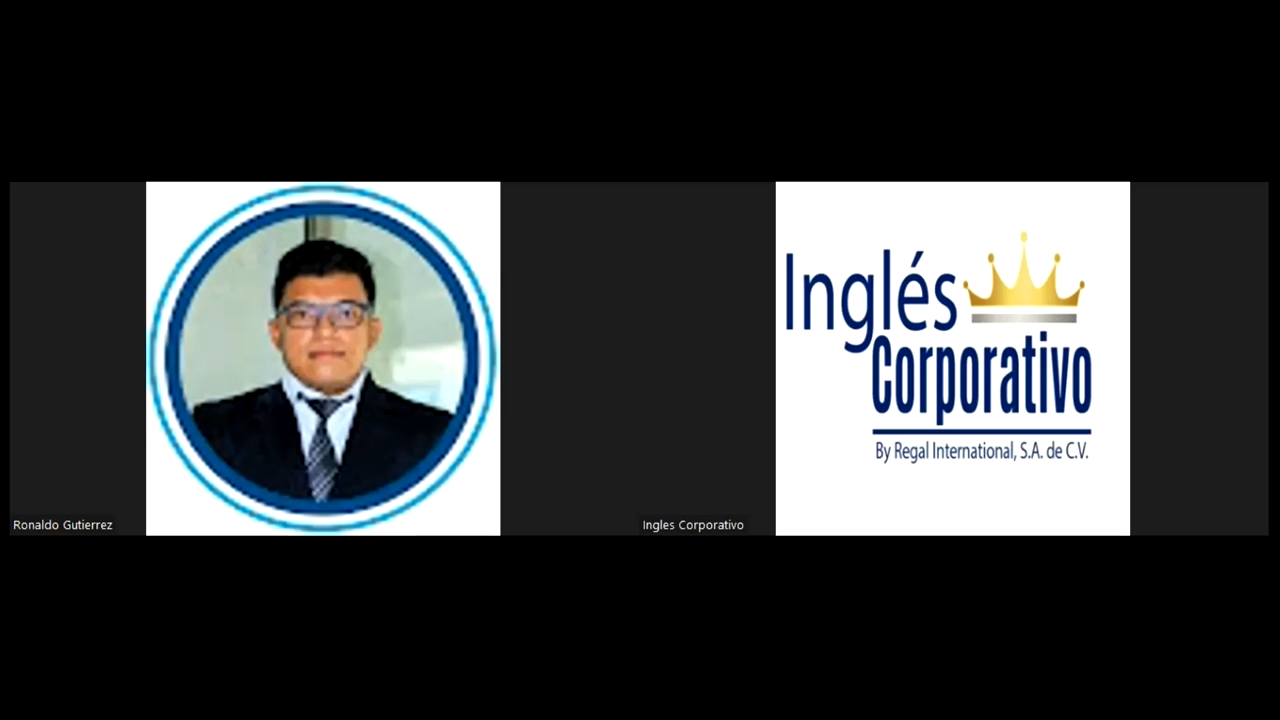 Inglés
Corporativo
By Regal International, S.A. de C.V.
Ronaldo Gutierrez
Ingles Corporativo